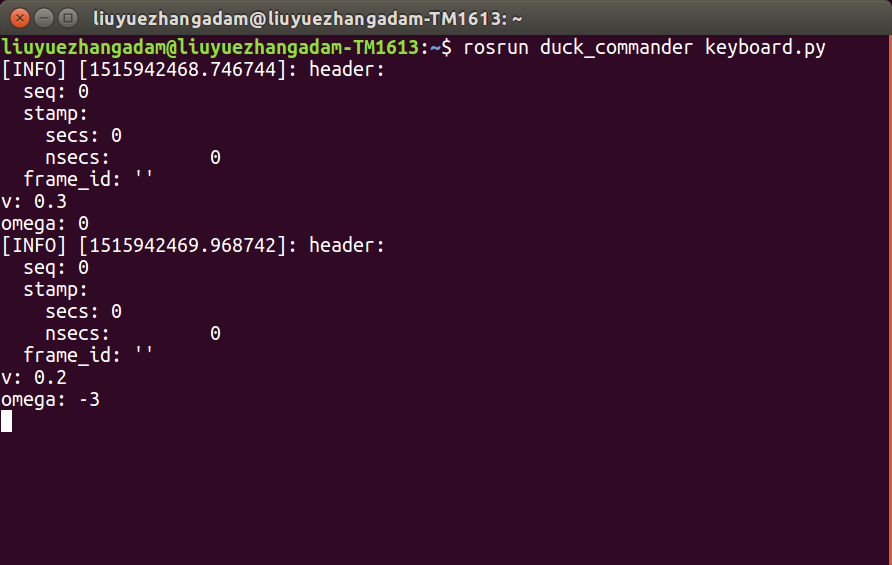 liuyuezhangadam@liuyuezhangadam-TM1613: ~
liuyuezhangadam@liuyuezhangadam-TM1613:~$ rosrun duck_commander keyboard.py
[INFO] [1515942468.746744]: header:
  seq: 0
  stamp:
    secs: 0
    nsecs:         0
  frame_id: ''
v: 0.3
omega: 0
[INFO] [1515942469.968742]: header:
  seq: 0
  stamp:
    secs: 0
    nsecs:         0
  frame_id: ''
v: 0.2
omega: -3